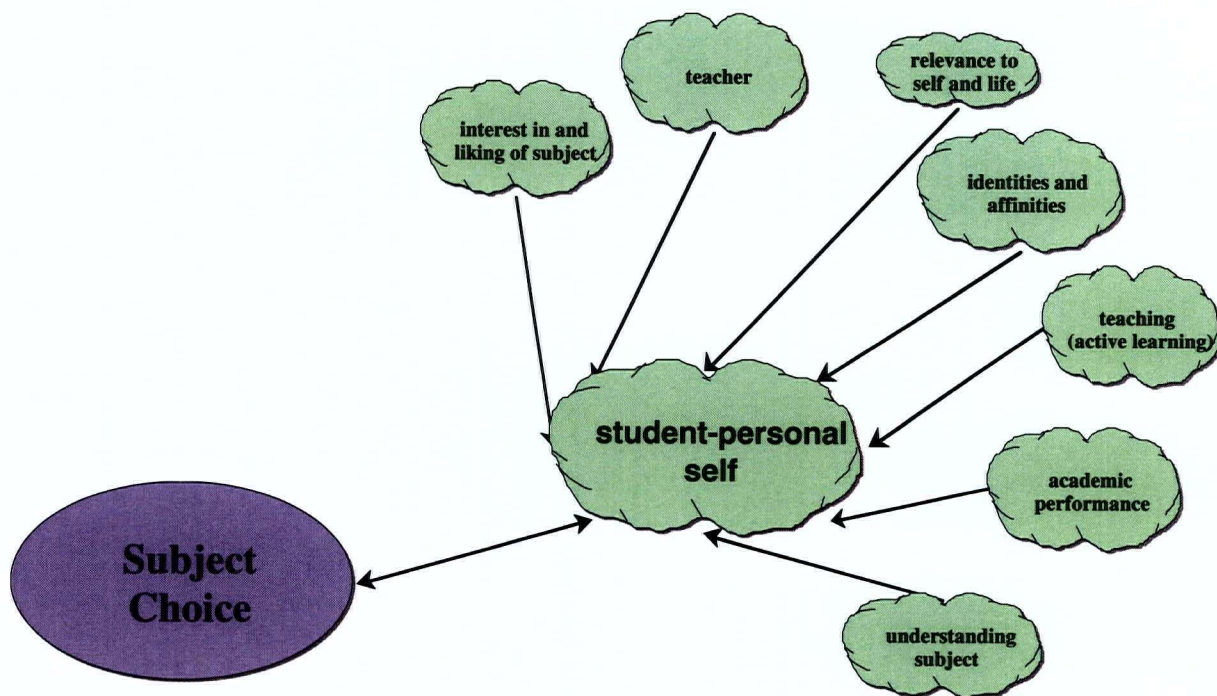 teacher
relevance to
self and life
interest in and
liking of subject
identities and
affinities
teaching
(active learning)
student-personal
self
academic
performance
Subject
Choice
understanding
subject